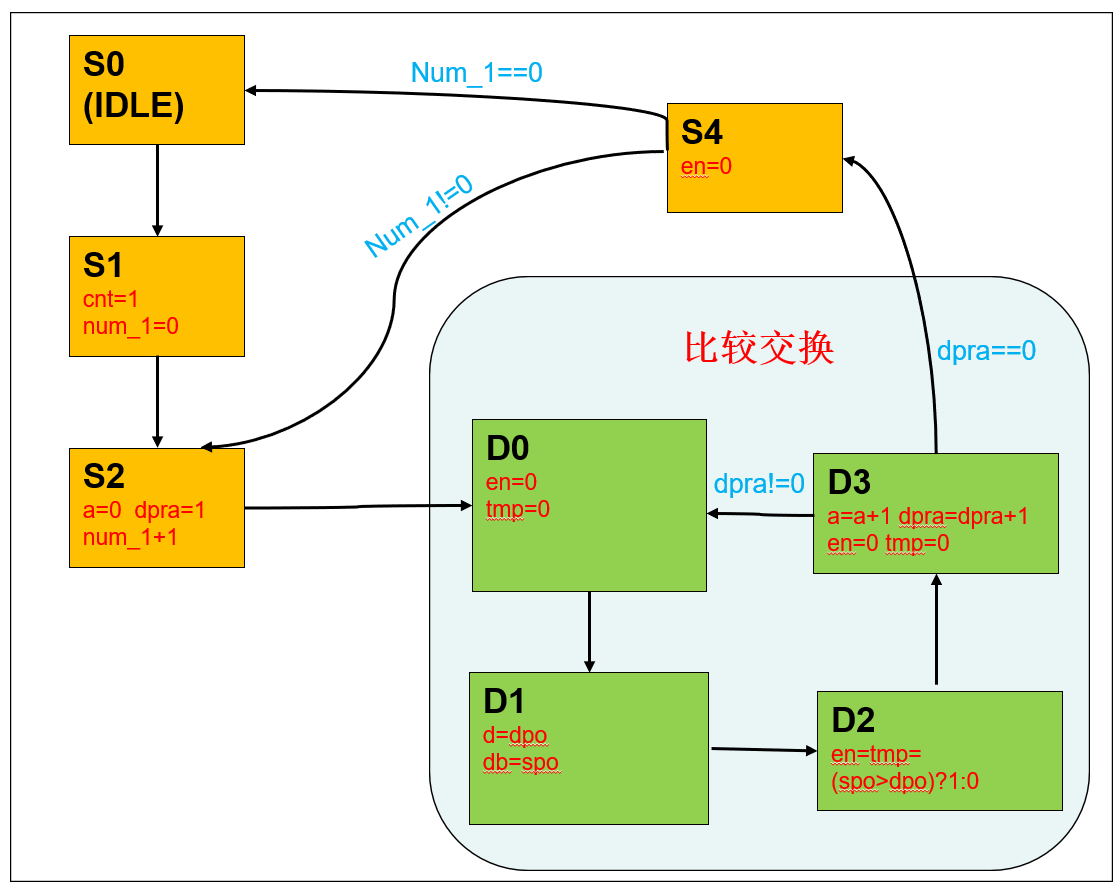 S0
(IDLE)
Num_1==0
S4
en=0
Num_1!=0
S1
cnt=1
num_1=0
比较交换
dpra==0
S2
a=0 dpra=1
num_1+1
D0
en=0
tmp=0
dpra!=0
D3
a=a+1 dpra=dpra+1
en=0 tmp=0
D1
d=dpo
db=spo
D2
en=tmp=
(spo>dpo)?1:0